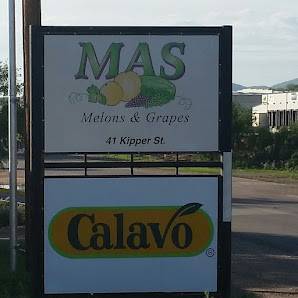 MAS
Melons & Grapes
41 Kipper St.
Calavo
®